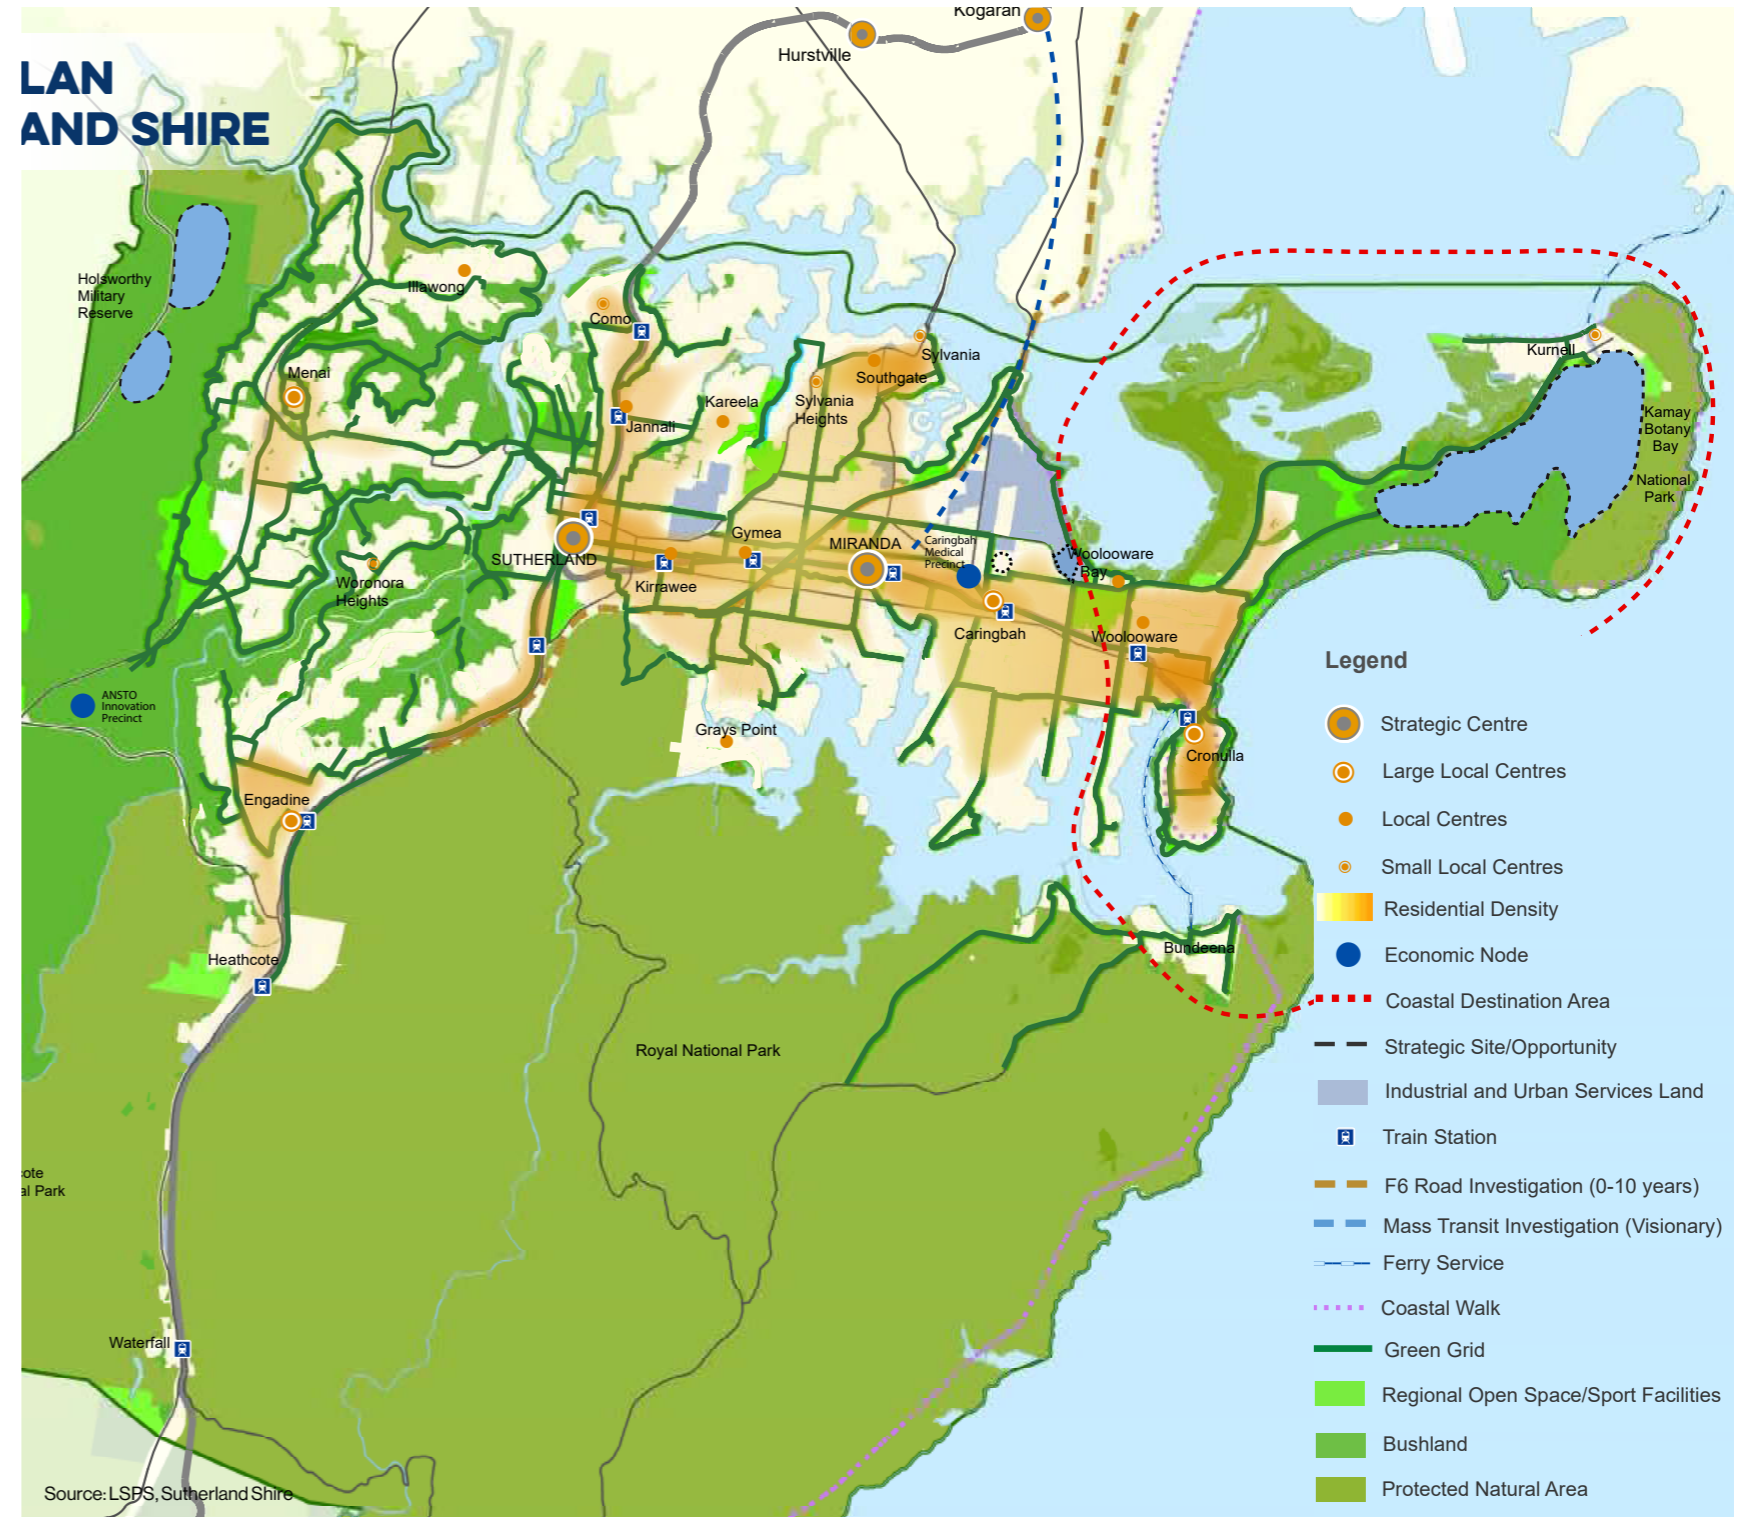 LAN
AND SHIRE
Kogarah
Hurstville
Holsworthy
Military
Reserve
Illawong
Como
Menai
Jannali
Kareela
Sylvania
Southgate
Sylvania
Heights
Kurnell
Kamay
Botany
Bay
National
Park
SUTHERLAND
Gymea
MIRANDA
Kirrawee
Caringbah
Medical
Precinct
Woolooware
Bay
Woronora
Heights
Caringbah
Woolooware
ANSTO
Innovation
Precinct
Grays Point
Cronulla
Engadine
Heathcote
Bundeena
Royal National Park
cote
al Park
Waterfall
Source: LSPS, Sutherland Shire
Legend
Strategic Centre
Large Local Centres
Local Centres
Small Local Centres
Residential Density
Economic Node
Coastal Destination Area
Strategic Site/Opportunity
Industrial and Urban Services Land
Train Station
F6 Road Investigation (0-10 years)
Mass Transit Investigation (Visionary)
Ferry Service
Coastal Walk
Green Grid
Regional Open Space/Sport Facilities
Bushland
Protected Natural Area